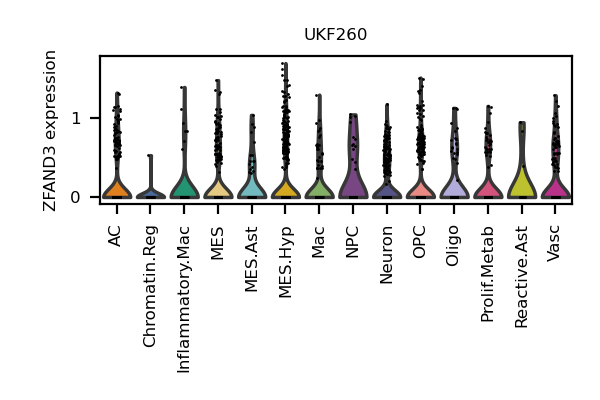 UKF260
ZFAND3 expression
1
0
AC
Chromatin.Reg
Inflammatory.Mac
MES
MES.Ast
MES.Hyp
Mac
NPC
Neuron
OPC
Oligo
Prolif.Metab
Reactive.Ast
Vasc